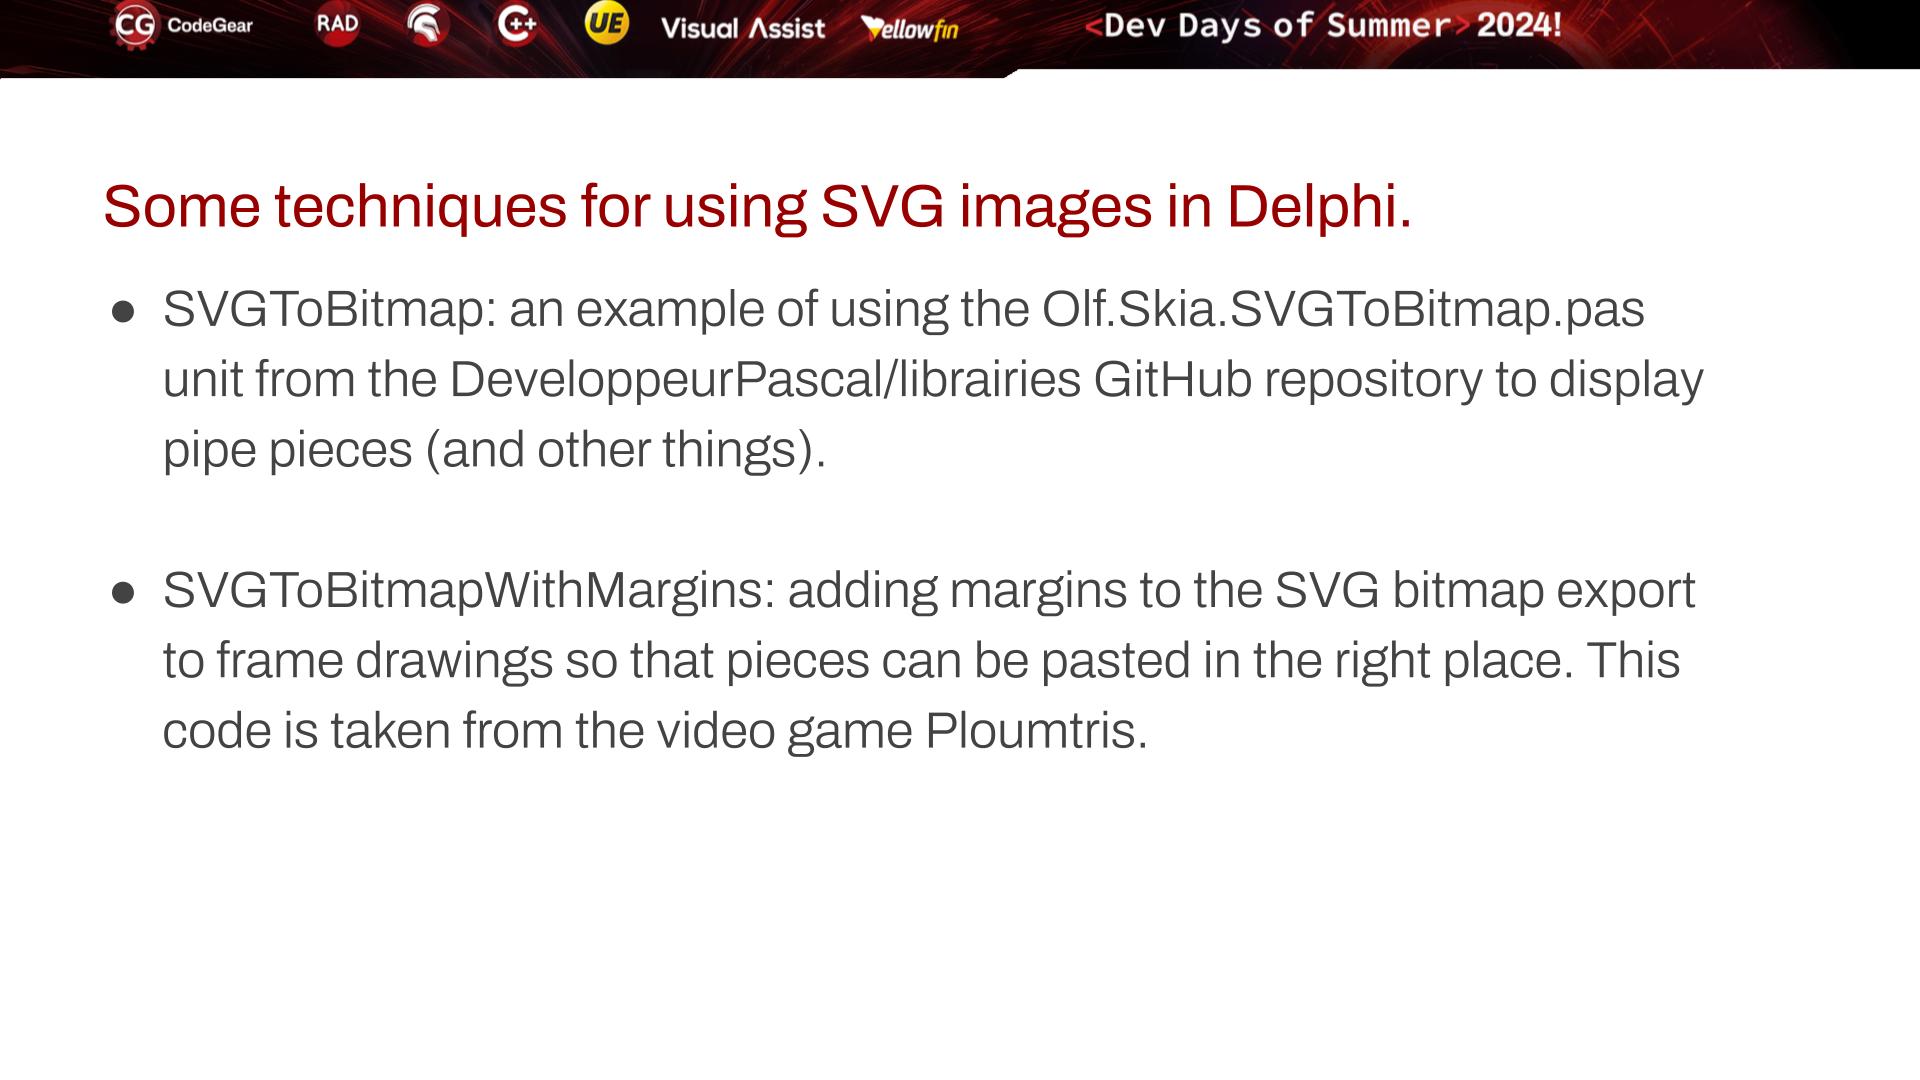 CG CodeGear RAD C++ UE Visual Assist Yellowfin <Dev Days of Summer> 2024!
Some techniques for using SVG images in Delphi.
● SVGToBitmap: an example of using the Olf.Skia.SVGToBitmap.pas
unit from the DeveloppeurPascal/librairies GitHub repository to display
pipe pieces (and other things).
● SVGToBitmapWithMargins: adding margins to the SVG bitmap export
to frame drawings so that pieces can be pasted in the right place. This
code is taken from the video game Ploumtris.